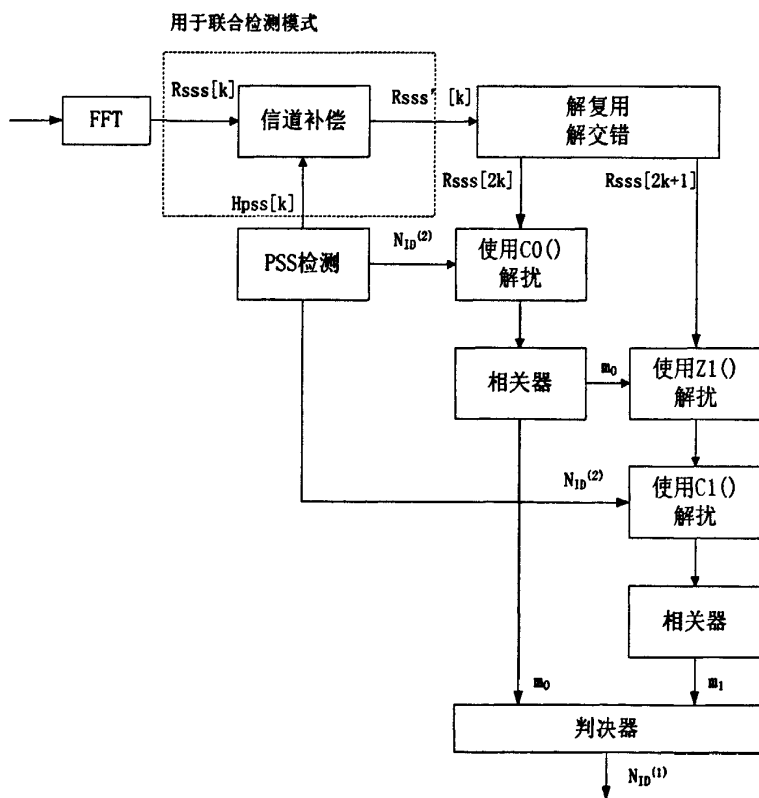 用于联合检测模式
Rsss[k]
Rsss' [k]
FFT
信道补偿
解复用
解交错
Hpss[k]
Rsss[2k]
Rsss[2k+1]
PSS检测
N_ID^(2)
使用C0()
解扰
相关器
m₀
使用Z1()
解扰
N_ID^(2)
使用C1()
解扰
相关器
m₀
m₁
判决器
N_ID^(1)